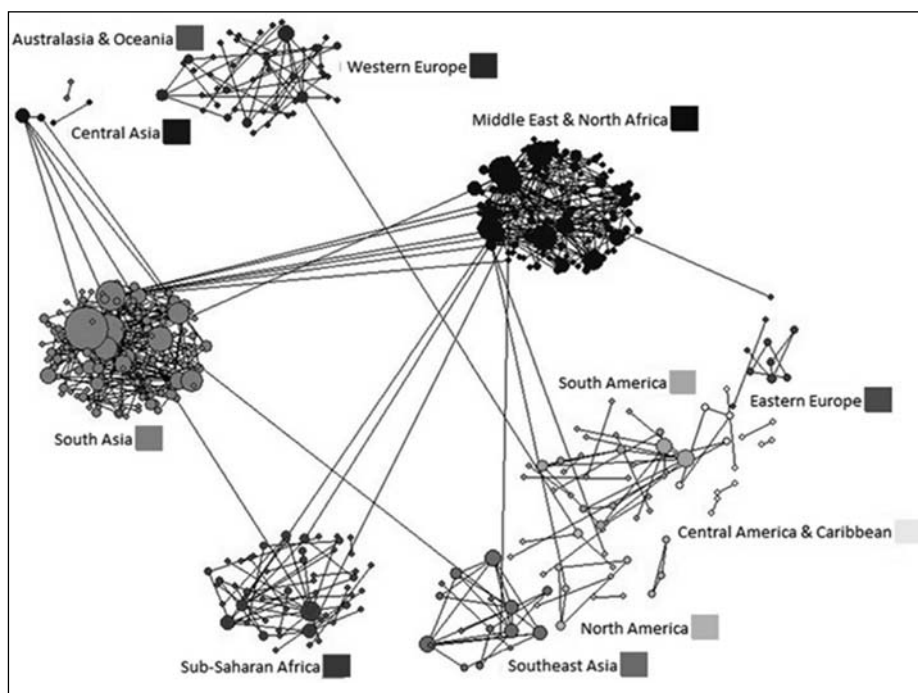 Australasia & Oceania
Western Europe
Central Asia
Middle East & North Africa
South America
Eastern Europe
South Asia
Central America & Caribbean
North America
Sub-Saharan Africa
Southeast Asia